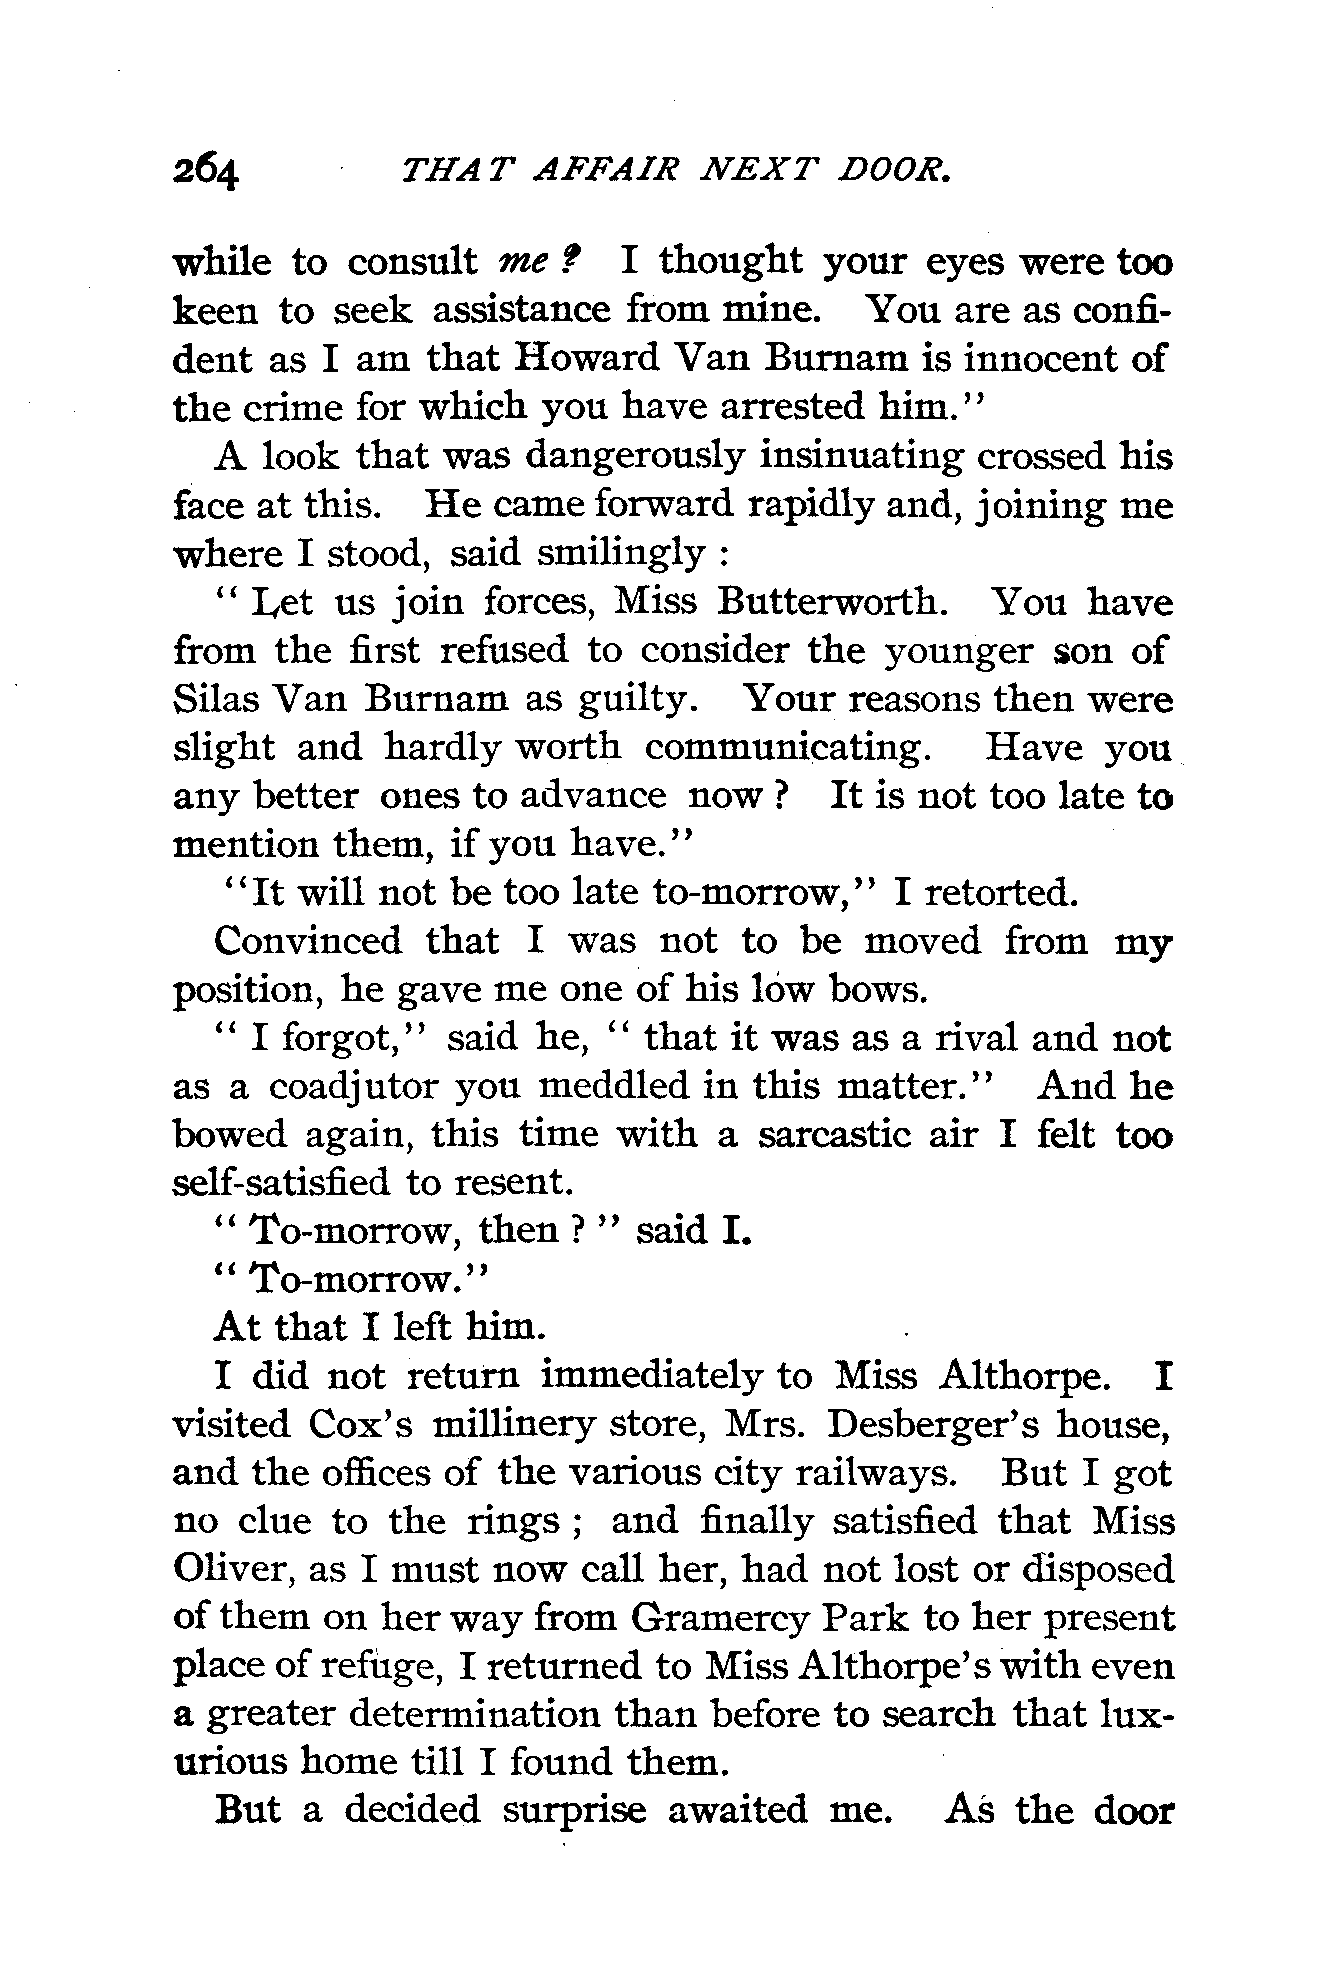 264 THAT AFFAIR NEXT DOOR.
while to consult me? I thought your eyes were too
keen to seek assistance from mine. You are as confi-
dent as I am that Howard Van Burnam is innocent of
the crime for which you have arrested him.''
A look that was dangerously insinuating crossed his
face at this. He came forward rapidly and, joining me
where I stood, said smilingly :
“ Let us join forces, Miss Butterworth. You have
from the first refused to consider the younger son of
Silas Van Burnam as guilty. Your reasons then were
slight and hardly worth communicating. Have you
any better ones to advance now ? It is not too late to
mention them, if you have.”
“It will not be too late to-morrow,” I retorted.
Convinced that I was not to be moved from my
position, he gave me one of his low bows.
“ I forgot,” said he, “ that it was as a rival and not
as a coadjutor you meddled in this matter.” And he
bowed again, this time with a sarcastic air I felt too
self-satisfied to resent.
“ To-morrow, then ? ” said I.
“ To-morrow.”
At that I left him.
I did not return immediately to Miss Althorpe. I
visited Cox’s millinery store, Mrs. Desberger’s house,
and the offices of the various city railways. But I got
no clue to the rings ; and finally satisfied that Miss
Oliver, as I must now call her, had not lost or disposed
of them on her way from Gramercy Park to her present
place of refuge, I returned to Miss Althorpe’s with even
a greater determination than before to search that lux-
urious home till I found them.
But a decided surprise awaited me. As the door